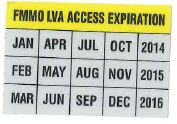 FMMO LVA ACCESS EXPIRATION
JAN APR JUL OCT 2014
FEB MAY AUG NOV 2015
MAR JUN SEP DEC 2016